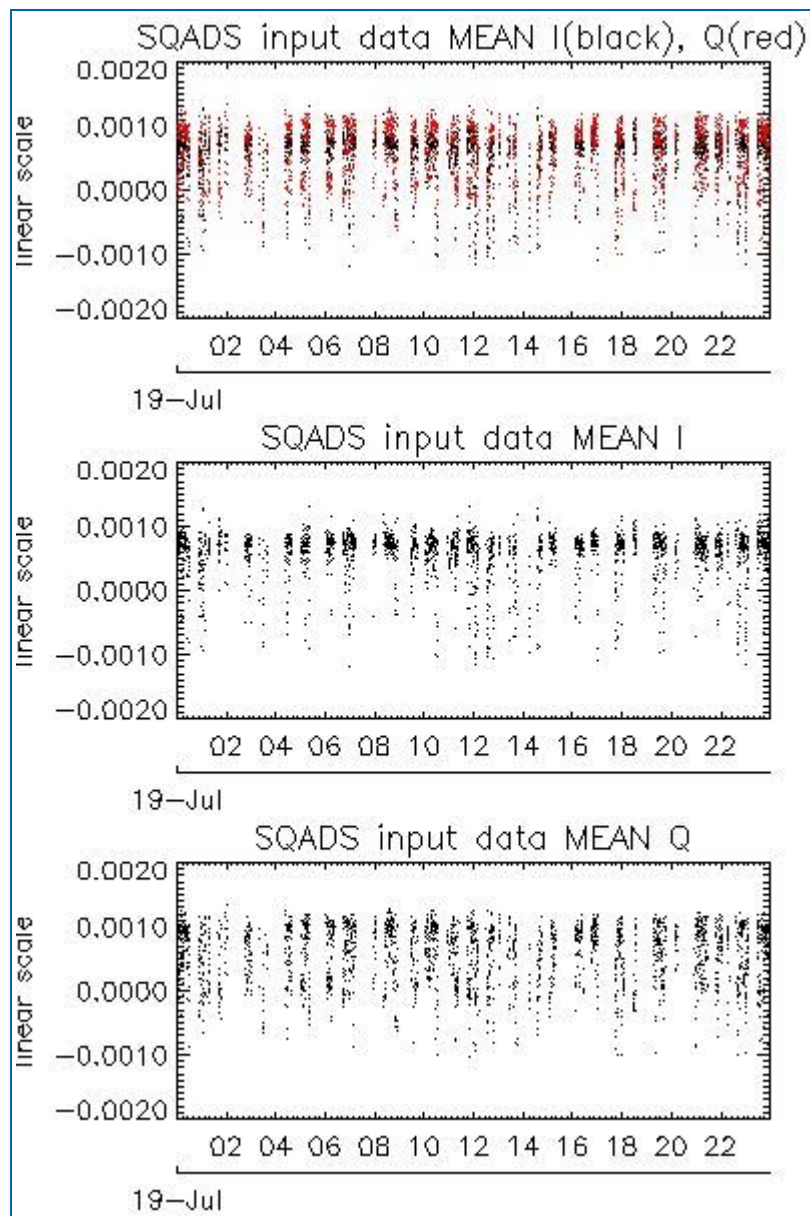 SQADS input data MEAN I(black), Q(red)
0.0020
0.0010
0.0000
-0.0010
-0.0020
linear scale
02 04 06 08 10 12 14 16 18 20 22
19-Jul
SQADS input data MEAN I
0.0020
0.0010
0.0000
-0.0010
-0.0020
linear scale
02 04 06 08 10 12 14 16 18 20 22
19-Jul
SQADS input data MEAN Q
0.0020
0.0010
0.0000
-0.0010
-0.0020
linear scale
02 04 06 08 10 12 14 16 18 20 22
19-Jul